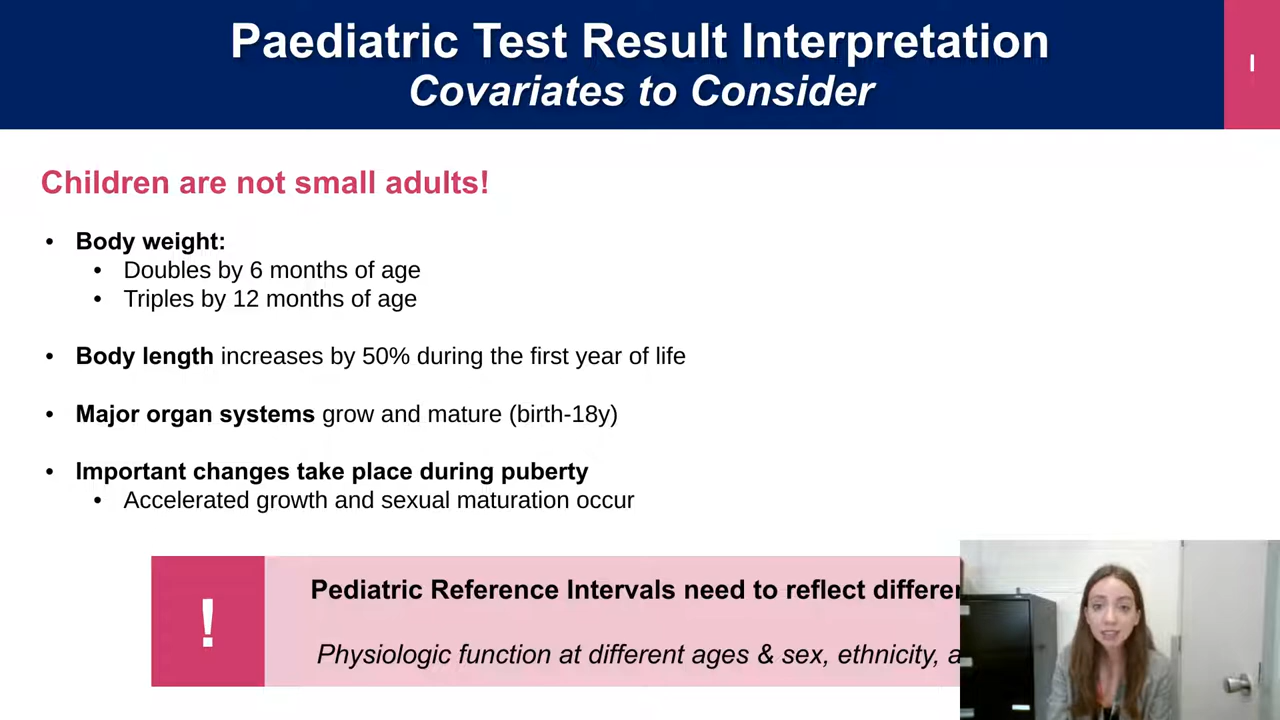 Paediatric Test Result Interpretation
Covariates to Consider
I
Children are not small adults!
• Body weight:
• Doubles by 6 months of age
• Triples by 12 months of age
• Body length increases by 50% during the first year of life
• Major organ systems grow and mature (birth-18y)
• Important changes take place during puberty
• Accelerated growth and sexual maturation occur
!
Pediatric Reference Intervals need to reflect
Physiologic function at different ages & sex, ethnicity,